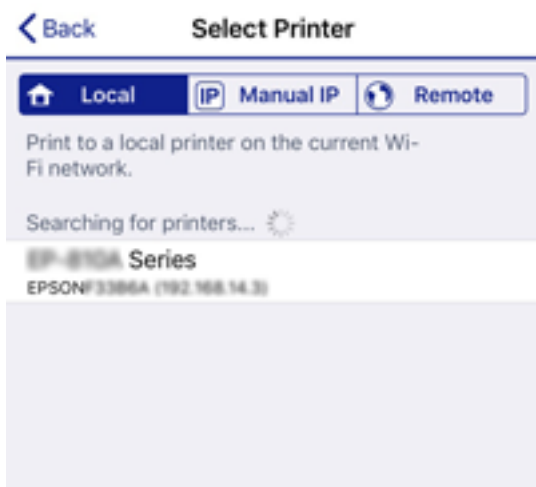 Back Select Printer
Local IP Manual IP Remote
Print to a local printer on the current Wi-
Fi network.
Searching for printers...
Series
EPSON